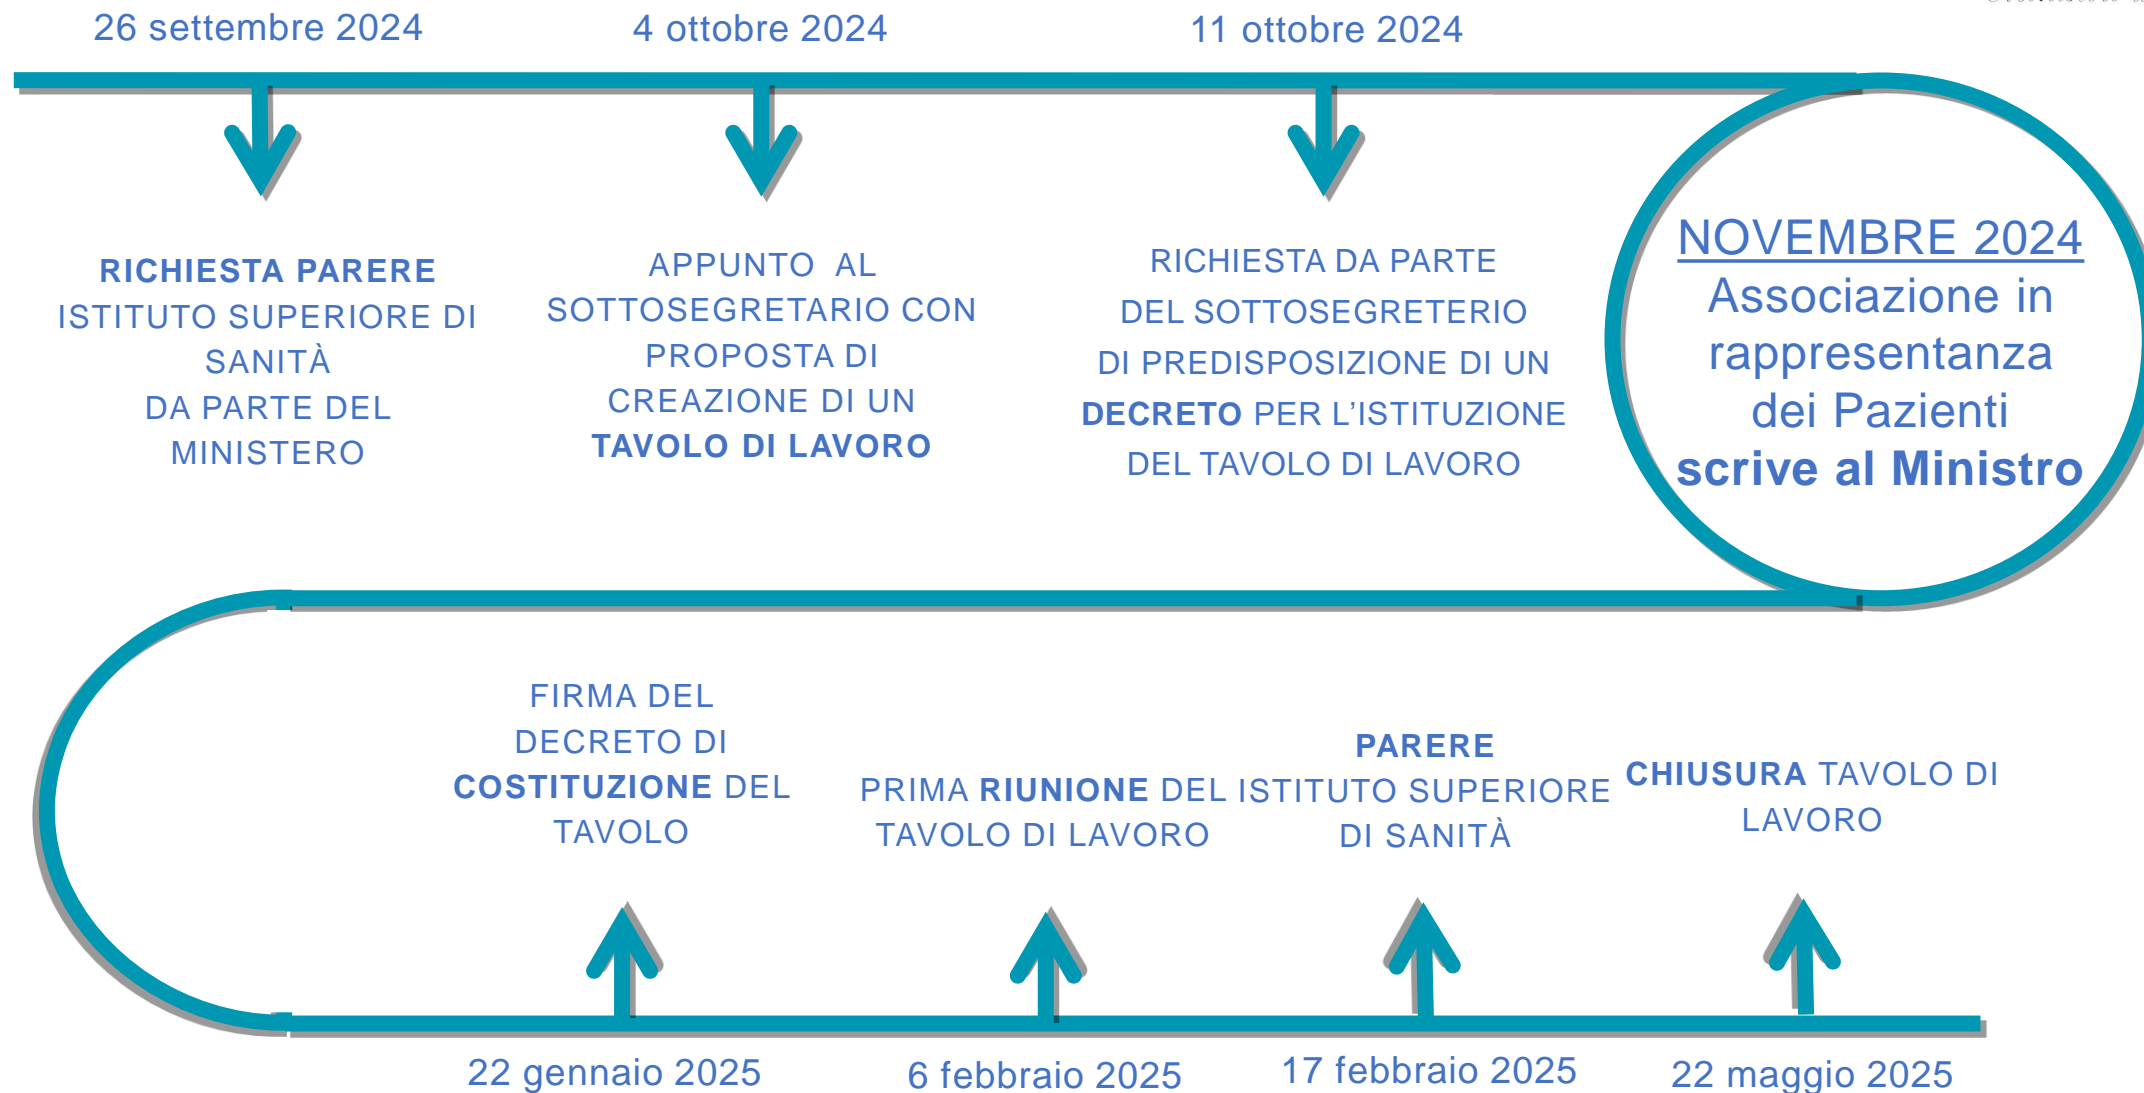 26 settembre 2024
4 ottobre 2024
11 ottobre 2024
RICHIESTA PARERE
ISTITUTO SUPERIORE DI
SANITÀ
DA PARTE DEL
MINISTERO
APPUNTO AL
SOTTOSEGRETARIO CON
PROPOSTA DI
CREAZIONE DI UN
TAVOLO DI LAVORO
RICHIESTA DA PARTE
DEL SOTTOSEGRETERIO
DI PREDISPOSIZIONE DI UN
DECRETO PER L'ISTITUZIONE
DEL TAVOLO DI LAVORO
NOVEMBRE 2024
Associazione in
rappresentanza
dei Pazienti
scrive al Ministro
FIRMA DEL
DECRETO DI
COSTITUZIONE DEL
TAVOLO
PRIMA RIUNIONE DEL
TAVOLO DI LAVORO
PARERE
ISTITUTO SUPERIORE
DI SANITÀ
CHIUSURA TAVOLO DI
LAVORO
22 gennaio 2025
6 febbraio 2025
17 febbraio 2025
22 maggio 2025